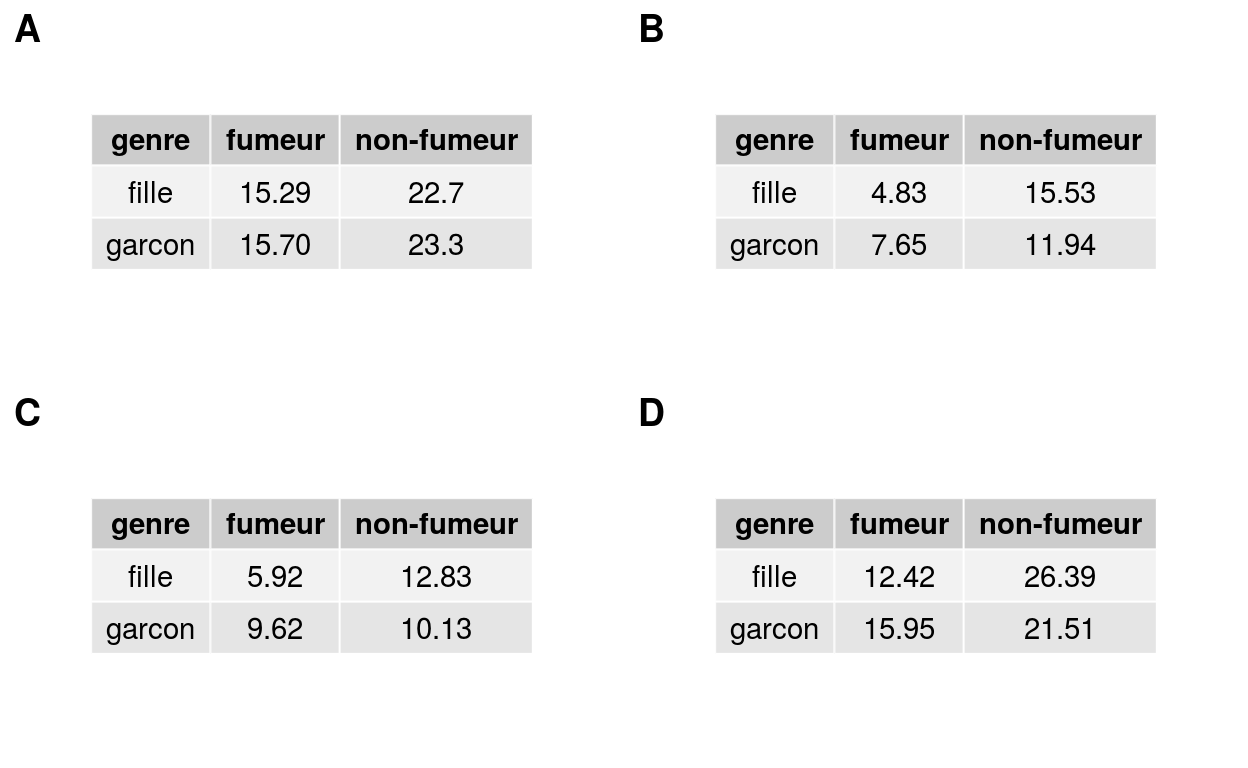 A
genre fumeur non-fumeur
fille 15.29 22.7
garcon 15.70 23.3
B
genre fumeur non-fumeur
fille 4.83 15.53
garcon 7.65 11.94
C
genre fumeur non-fumeur
fille 5.92 12.83
garcon 9.62 10.13
D
genre fumeur non-fumeur
fille 12.42 26.39
garcon 15.95 21.51